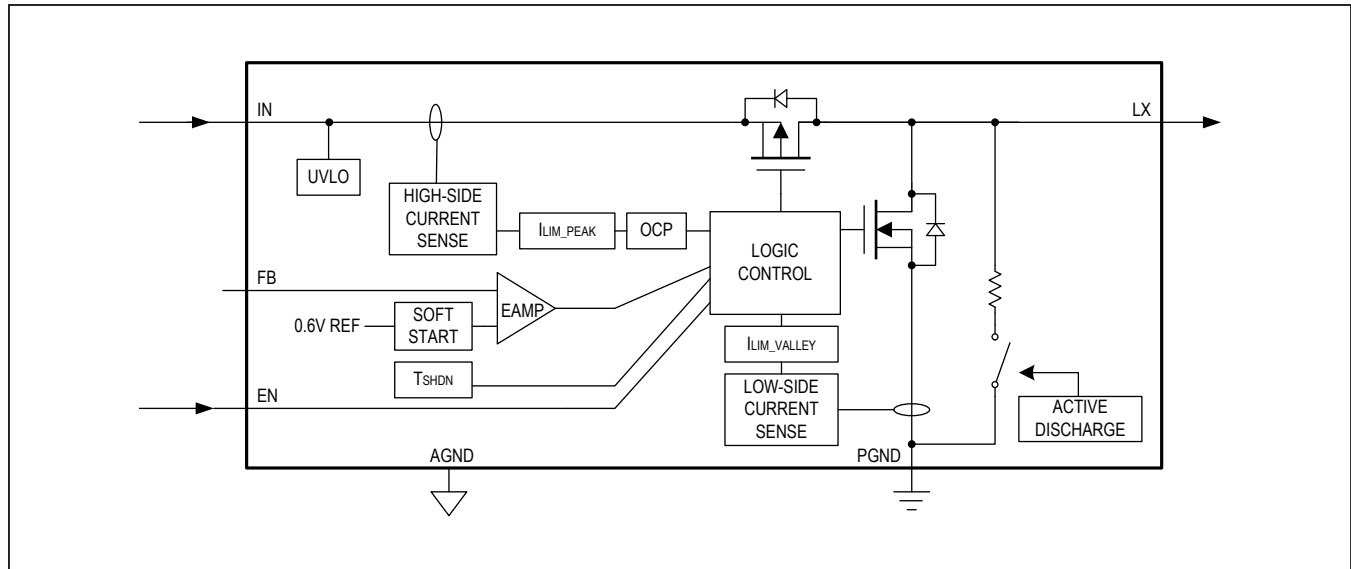 IN
LX
UVLO
HIGH-SIDE
CURRENT
SENSE
ILIM_PEAK
OCP
LOGIC
CONTROL
FB
EAMP
0.6V REF
SOFT
START
ILIM_VALLEY
TSHDN
LOW-SIDE
CURRENT
SENSE
EN
ACTIVE
DISCHARGE
AGND
PGND